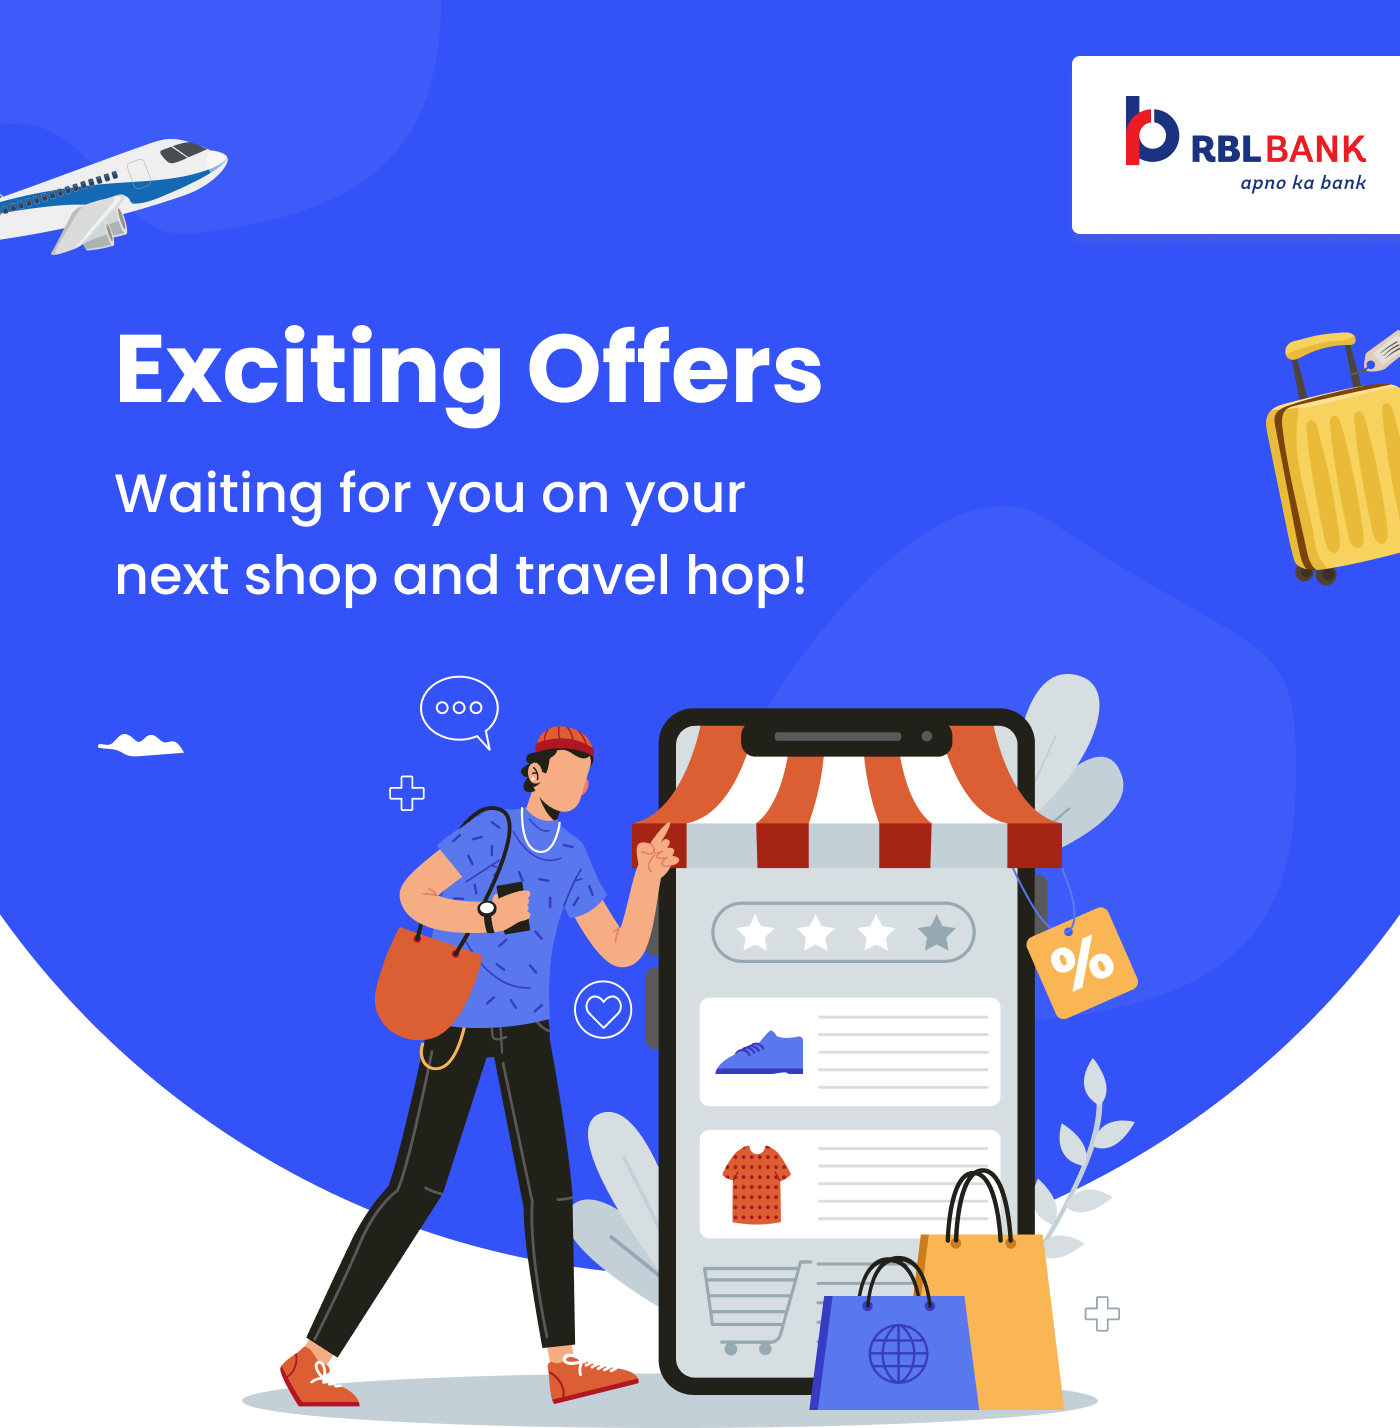 RBL BANK
apno ka bank
Exciting Offers
Waiting for you on your
next shop and travel hop!
%